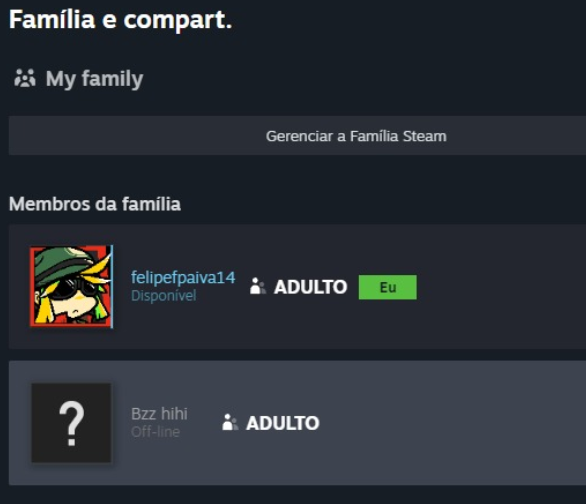 Família e compart.
My family
Gerenciar a Família Steam
Membros da família
felipefpaiva14
Disponível
ADULTO
Eu
?
Bzz hihi
Off-line
ADULTO